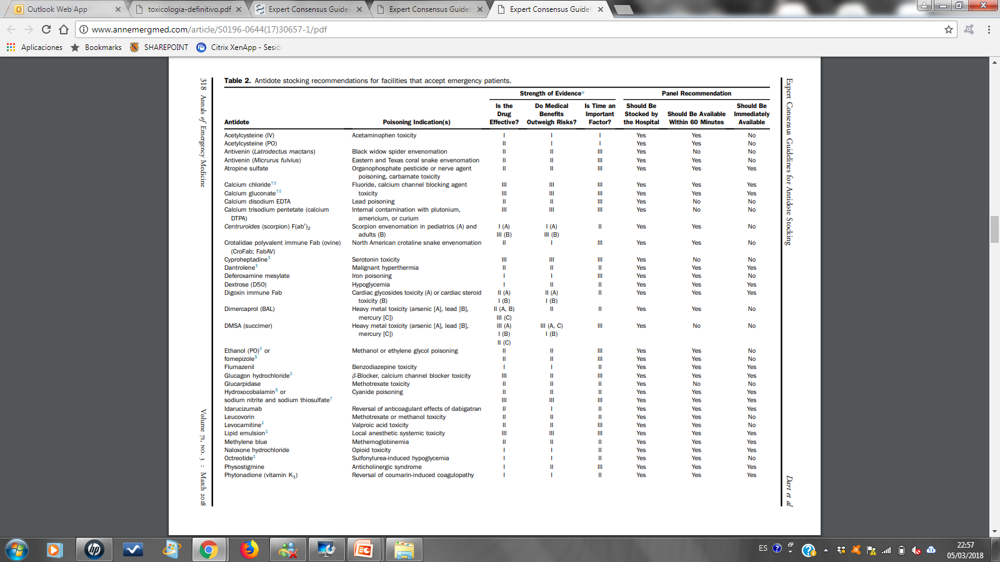 Outlook Web App
toxicologia-definitivo.pdf
Expert Consensus Guidel
Expert Consensus Guidel
Expert Consensus Guidel
www.annemergmed.com/article/S0196-0644(17)30657-1/pdf
Aplicaciones Bookmarks SHAREPOINT Citrix XenApp - Sesió
318 Annals of Emergency Medicine
Volume 71, NO. 3 : March 2018
Table 2. Antidote stocking recommendations for facilities that accept emergency patients.
Strength of Evidence* Panel Recommendation
Is the Do Medical Is Time an Should Be Should Be
Drug Benefits Important Stocked by Should Be Available Immediately
Antidote Poisoning Indication(s) Effective? Outweigh Risks? Factor? the Hospital Within 60 Minutes Available
Acetylcysteine (IV) Acetaminophen toxicity I I I Yes Yes No
Acetylcysteine (PO) II I I Yes Yes No
Antivenin (Latrodectus mactans) Black widow spider envenomation II II III Yes No No
Antivenin (Micrurus fulvius) Eastern and Texas coral snake envenomation II II III Yes Yes No
Atropine sulfate Organophosphate pesticide or nerve agent II II III Yes Yes Yes
poisoning, carbamate toxicity
Calcium chloride†‡ Fluoride, calcium channel blocking agent III III III Yes Yes Yes
Calcium gluconate†‡ toxicity III III III Yes Yes Yes
Calcium disodium EDTA Lead poisoning II II III Yes No No
Calcium trisodium pentetate (calcium Internal contamination with plutonium, III III III Yes No No
DTPA) americium, or curium
Centruroides (scorpion) F(ab′)2 Scorpion envenomation in pediatrics (A) and I (A) I (A) II Yes Yes No
adults (B) III (B) III (B)
Crotalidae polyvalent immune Fab (ovine) North American crotaline snake envenomation II I III Yes Yes No
(CroFab; FabAV)
Cyproheptadine‡ Serotonin toxicity III III III Yes No No
Dantrolene‡ Malignant hyperthermia II II II Yes Yes Yes
Deferoxamine mesylate Iron poisoning I I III Yes Yes No
Dextrose (D50) Hypoglycemia I II II Yes Yes Yes
Digoxin immune Fab Cardiac glycosides toxicity (A) or cardiac steroid II (A) II (A) II Yes Yes Yes
toxicity (B) I (B) I (B)
Dimercaprol (BAL) Heavy metal toxicity (arsenic [A], lead [B], II (A, B) II II Yes Yes No
mercury [C]) III (C)
DMSA (succimer) Heavy metal toxicity (arsenic [A], lead [B], III (A) III (A, C) III Yes No No
mercury [C]) I (B) I (B)
II (C)
Ethanol (PO)‡ or Methanol or ethylene glycol poisoning II II III Yes Yes No
fomepizole§ II II III Yes Yes No
Flumazenil Benzodiazepine toxicity I I II Yes Yes Yes
Glucagon hydrochloride‡ β-Blocker, calcium channel blocker toxicity III II III Yes Yes Yes
Glucarpidase Methotrexate toxicity II II II Yes No No
Hydroxocobalamin§ or Cyanide poisoning II II II Yes Yes Yes
sodium nitrite and sodium thiosulfate† III III III Yes Yes Yes
Idarucizumab Reversal of anticoagulant effects of dabigatran II I II Yes Yes Yes
Leucovorin Methotrexate or methanol toxicity II II II Yes Yes No
Levocarnitine‡ Valproic acid toxicity II II III Yes Yes No
Lipid emulsion‡ Local anesthetic systemic toxicity III III III Yes Yes Yes
Methylene blue Methemoglobinemia II II II Yes Yes Yes
Naloxone hydrochloride Opioid toxicity I I II Yes Yes Yes
Octreotide‡ Sulfonylurea-induced hypoglycemia I I II Yes Yes No
Physostigmine Anticholinergic syndrome I II III Yes Yes Yes
Phytonadione (vitamin K1) Reversal of coumarin-induced coagulopathy I I II Yes Yes Yes
Expert Consensus Guidelines for Antidote Stocking
Dart et al
ES
22:57
05/03/2018